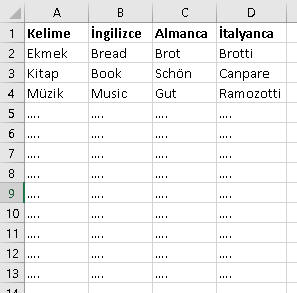 A B C D
1 Kelime İngilizce Almanca İtalyanca
2 Ekmek Bread Brot Brotti
3 Kitap Book Schön Canpare
4 Müzik Music Gut Ramozotti
5 .... .... .... ....
6 .... .... .... ....
7 .... .... .... ....
8 .... .... .... ....
9 .... .... .... ....
10 .... .... .... ....
11 .... .... .... ....
12 .... .... .... ....
13 .... .... .... ....